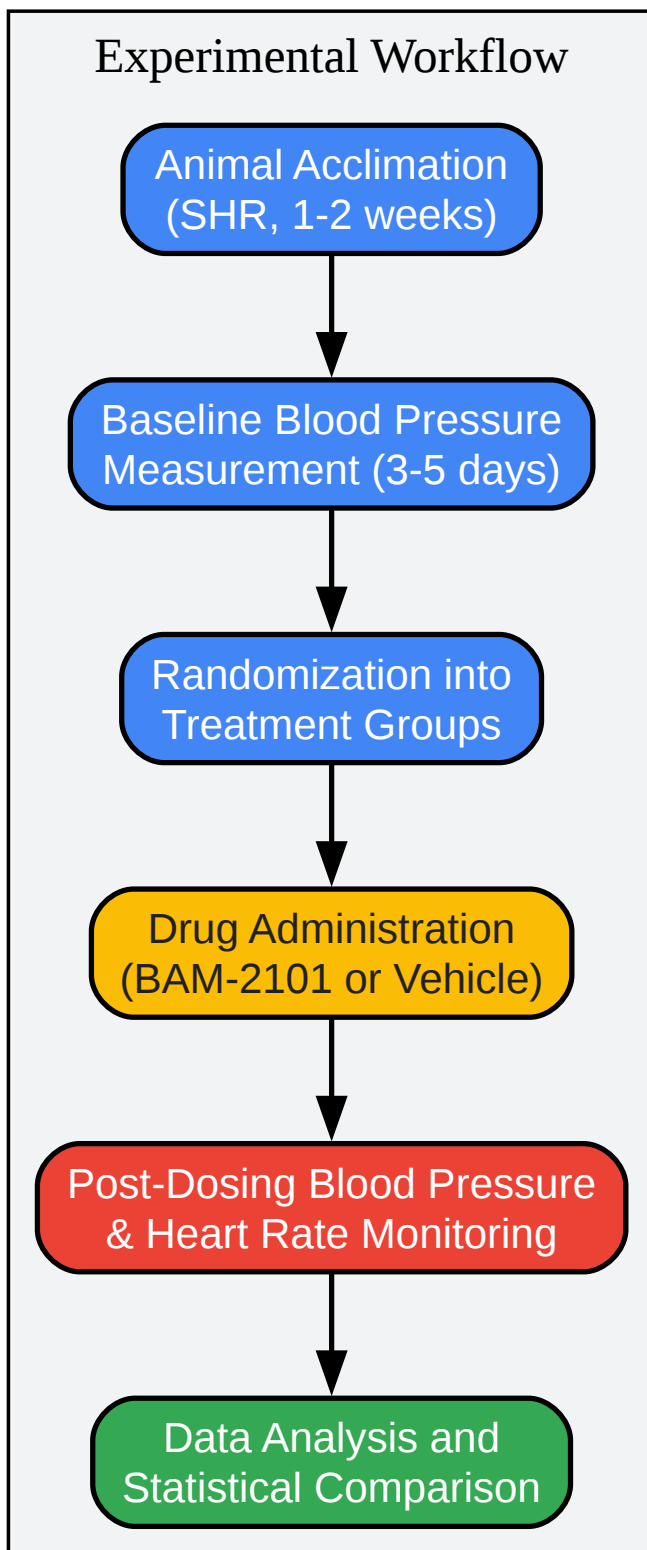 Experimental Workflow
Animal Acclimation
(SHR, 1-2 weeks)
Baseline Blood Pressure
Measurement (3-5 days)
Randomization into
Treatment Groups
Drug Administration
(BAM-2101 or Vehicle)
Post-Dosing Blood Pressure
& Heart Rate Monitoring
Data Analysis and
Statistical Comparison